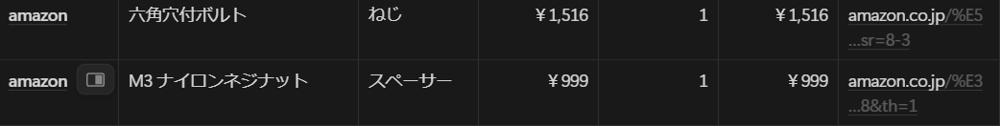 amazon 六角穴付ボルト ねじ ￥1,516 1 ￥1,516 amazon.co.jp/%E5
...sr=8-3
amazon M3 ナイロンネジナット スペーサー ￥999 1 ￥999 amazon.co.jp/%E3
...8&th=1